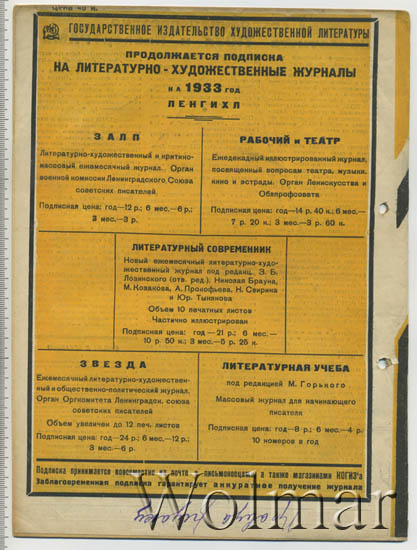 Цена 40 к.
ГОСУДАРСТВЕННОЕ ИЗДАТЕЛЬСТВО ХУДОЖЕСТВЕННОЙ ЛИТЕРАТУРЫ
ПРОДОЛЖАЕТСЯ ПОДПИСКА
НА ЛИТЕРАТУРНО-ХУДОЖЕСТВЕННЫЕ ЖУРНАЛЫ
НА 1933 ГОД
ЛЕНГИХЛ
ЗАЛП
Литературно-художественный и критико-
массовый ежемесячный журнал. Орган
военной комиссии Ленинградского Союза
советских писателей.
Подписная цена: год—12 р.; 6 мес.—6 р.;
3 мес.—3 р.
РАБОЧИЙ и ТЕАТР
Ежедекадный иллюстрированный журнал,
посвященный вопросам театра, музыки,
кино и эстрады. Орган Ленискусства и
Облпрофсовета
Подписная цена: год—14 р. 40 к.; 6 мес.—
7 р. 20 к.; 3 мес.—3 р. 60 к.
ЛИТЕРАТУРНЫЙ СОВРЕМЕННИК
Новый ежемесячный литературно-худо-
жественный журнал под редакц. З. Б.
Лозинского (отв. ред.), Николая Брауна,
М. Козакова, А. Прокофьева, Н. Свирина
и Юр. Тынянова
Объем 10 печатных листов
Частично иллюстрирован
Подписная цена: год—21 р.; 6 мес.—
10 р. 50 к.; 3 мес.—5 р. 25 к.
ЗВЕЗДА
Ежемесячный литературно-художествен-
ный и общественно-политический журнал.
Орган Оргкомитета Ленинградск. союза
советских писателей
Объем увеличен до 12 печ. листов
Подписная цена: год—24 р.; 6 мес.—12 р.;
3 мес.—6 р.
ЛИТЕРАТУРНАЯ УЧЕБА
под редакцией М. Горького
Массовый журнал для начинающего
писателя
Подписная цена: год—8 р.; 6 мес.—4 р.
10 номеров в год
Подписка принимается повсеместно на почте, письмоносцами, а также магазинами КОГИЗ'а
Заблаговременная подписка гарантирует аккуратное получение журнала
Wolmar